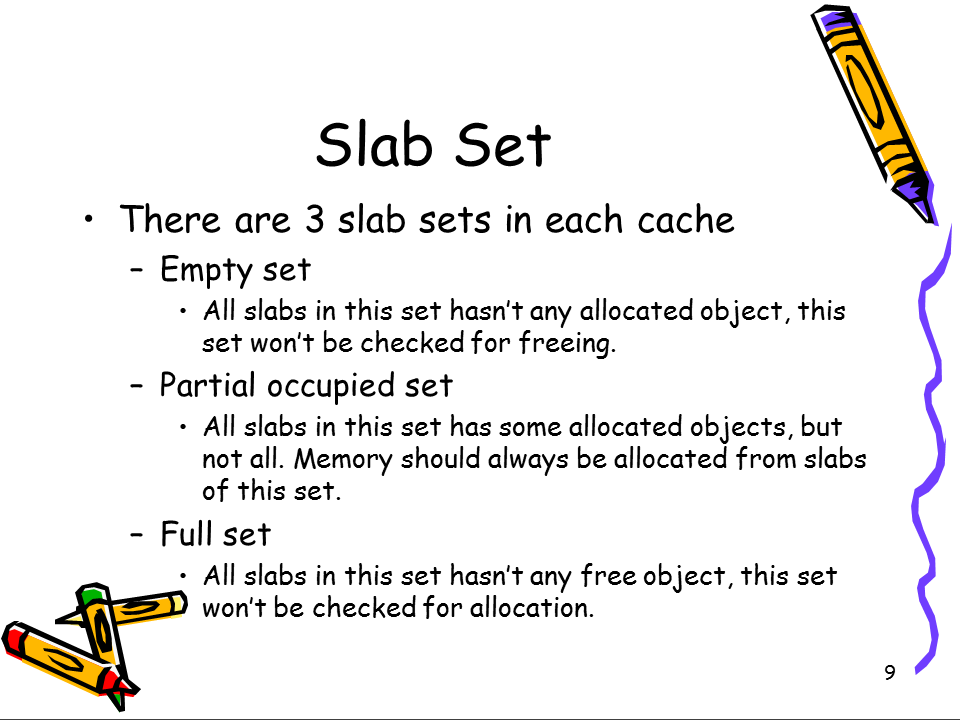 Slab Set
• There are 3 slab sets in each cache
– Empty set
• All slabs in this set hasn’t any allocated object, this
set won’t be checked for freeing.
– Partial occupied set
• All slabs in this set has some allocated objects, but
not all. Memory should always be allocated from slabs
of this set.
– Full set
• All slabs in this set hasn’t any free object, this set
won’t be checked for allocation.
9